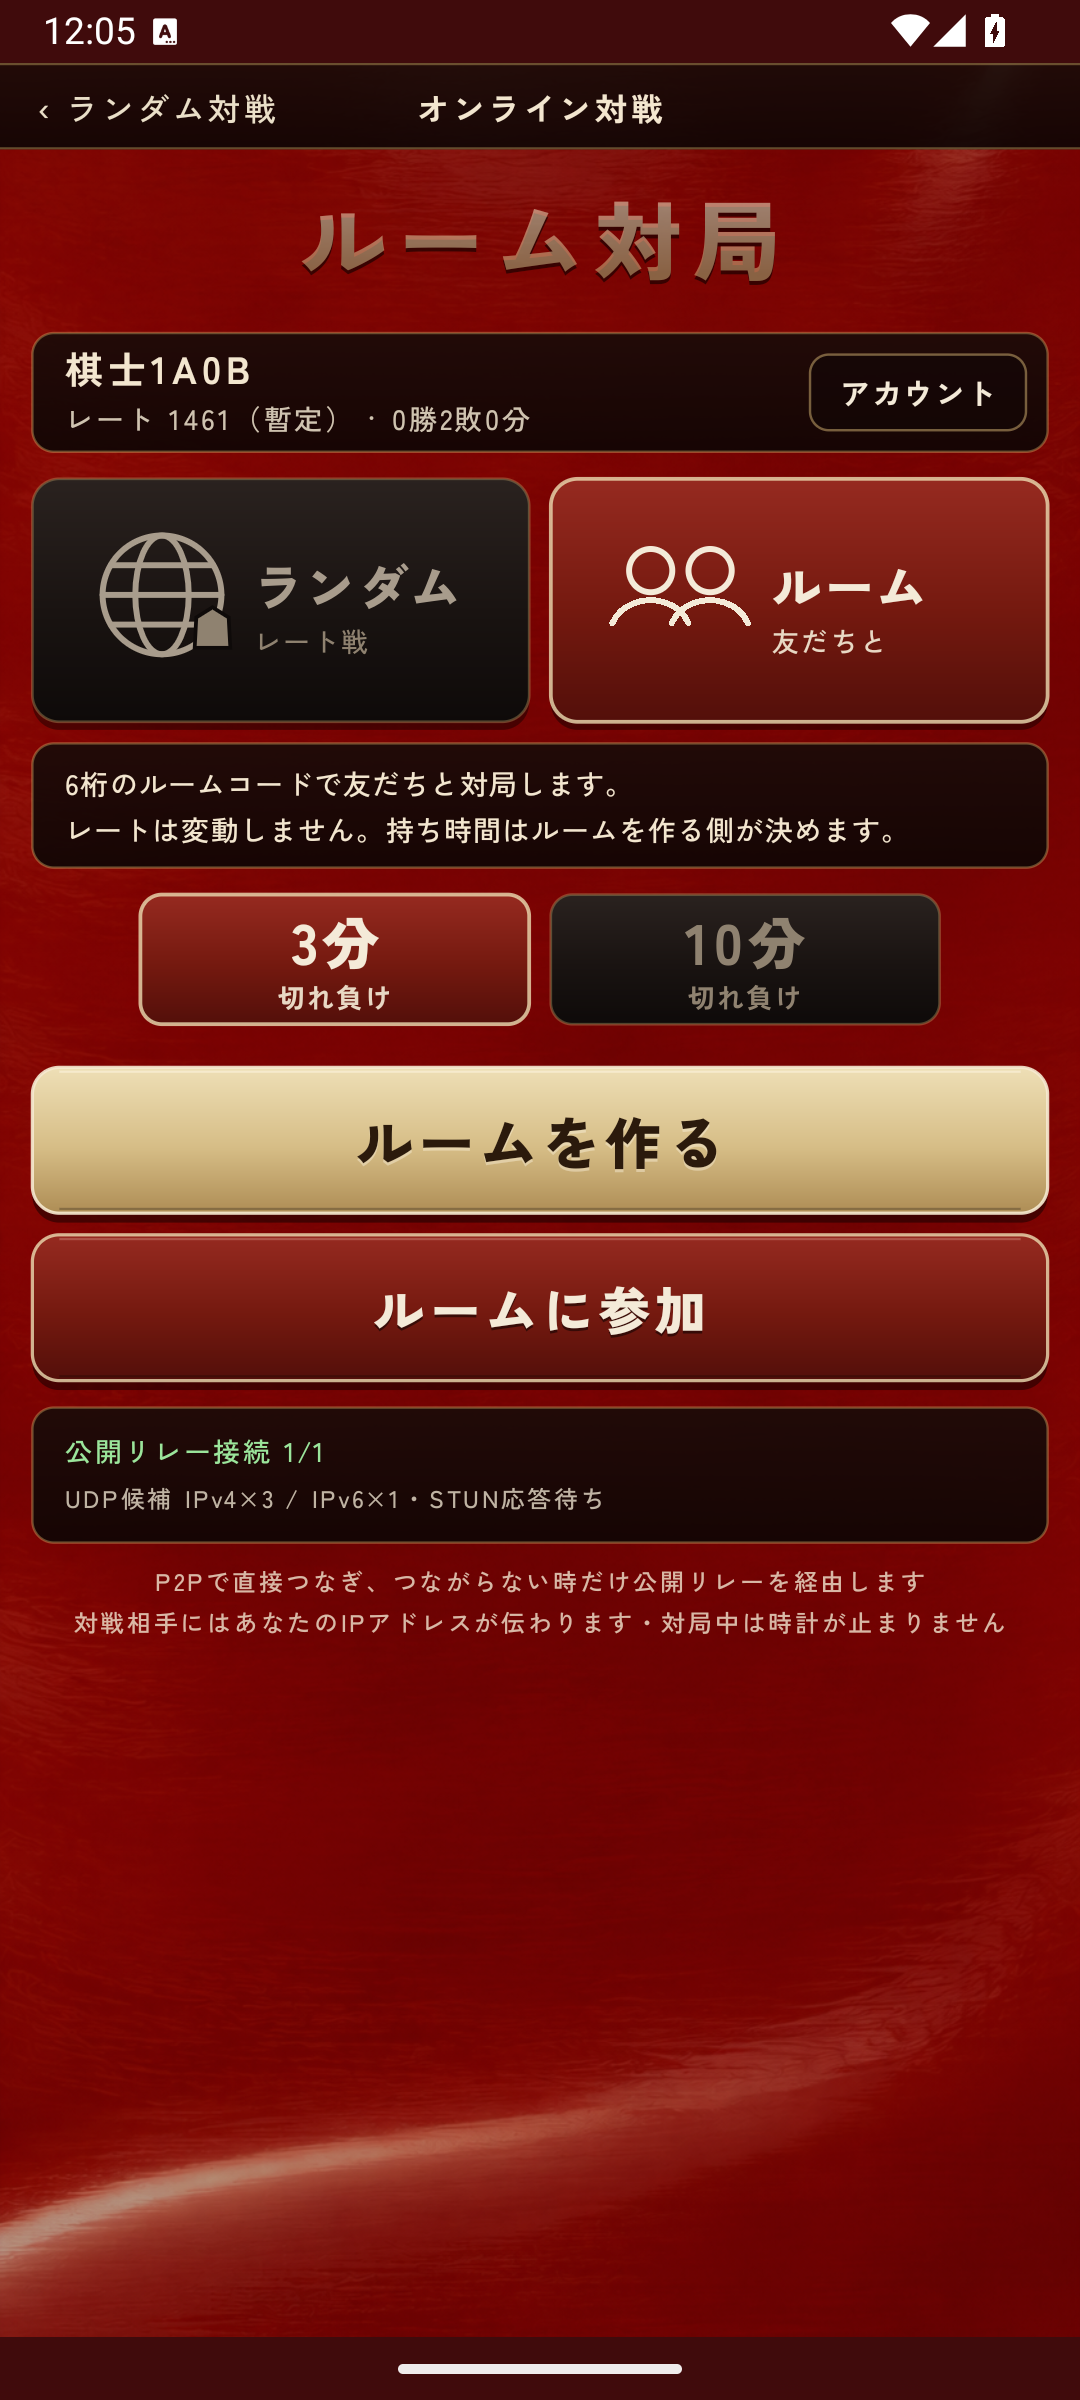 12:05
‹ ランダム対戦
オンライン対戦
ルーム対局
棋士1A0B
レート 1461（暫定） · 0勝2敗0分
アカウント
ランダム
レート戦
ルーム
友だちと
6桁のルームコードで友だちと対局します。
レートは変動しません。持ち時間はルームを作る側が決めます。
3分
切れ負け
10分
切れ負け
ルームを作る
ルームに参加
公開リレー接続 1/1
UDP候補 IPv4×3 / IPv6×1・STUN応答待ち
P2Pで直接つなぎ、つながらない時だけ公開リレーを経由します
対戦相手にはあなたのIPアドレスが伝わります・対局中は時計が止まりません